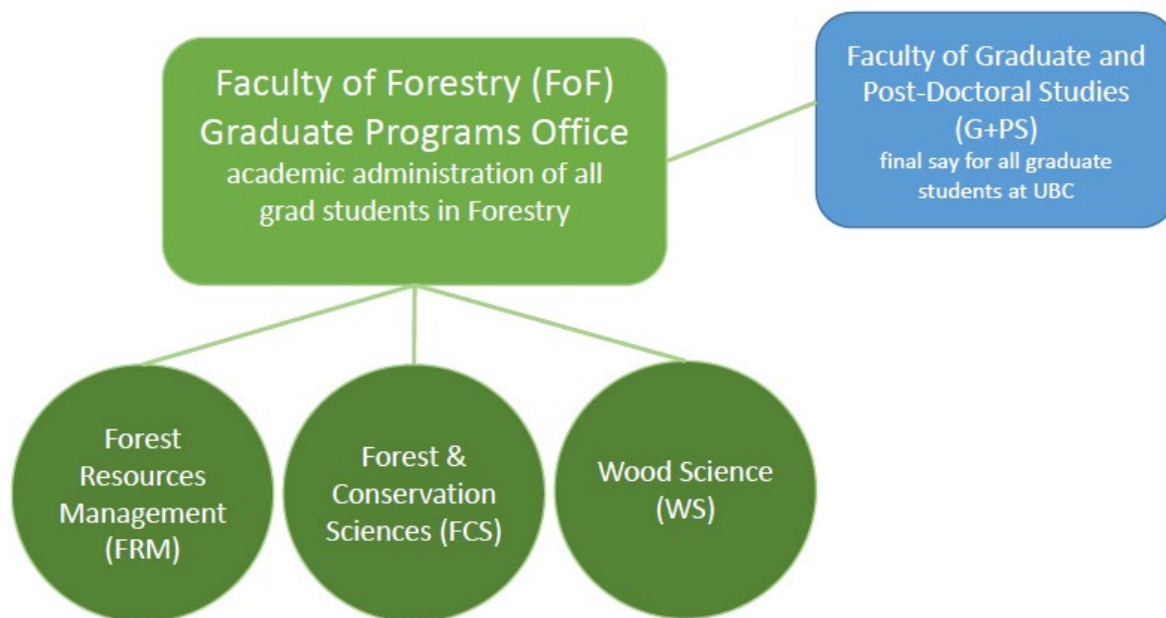 Faculty of Forestry (FoF)
Graduate Programs Office
academic administration of all
grad students in Forestry
Faculty of Graduate and
Post-Doctoral Studies
(G+PS)
final say for all graduate
students at UBC
Forest
Resources
Management
(FRM)
Forest &
Conservation
Sciences (FCS)
Wood Science
(WS)